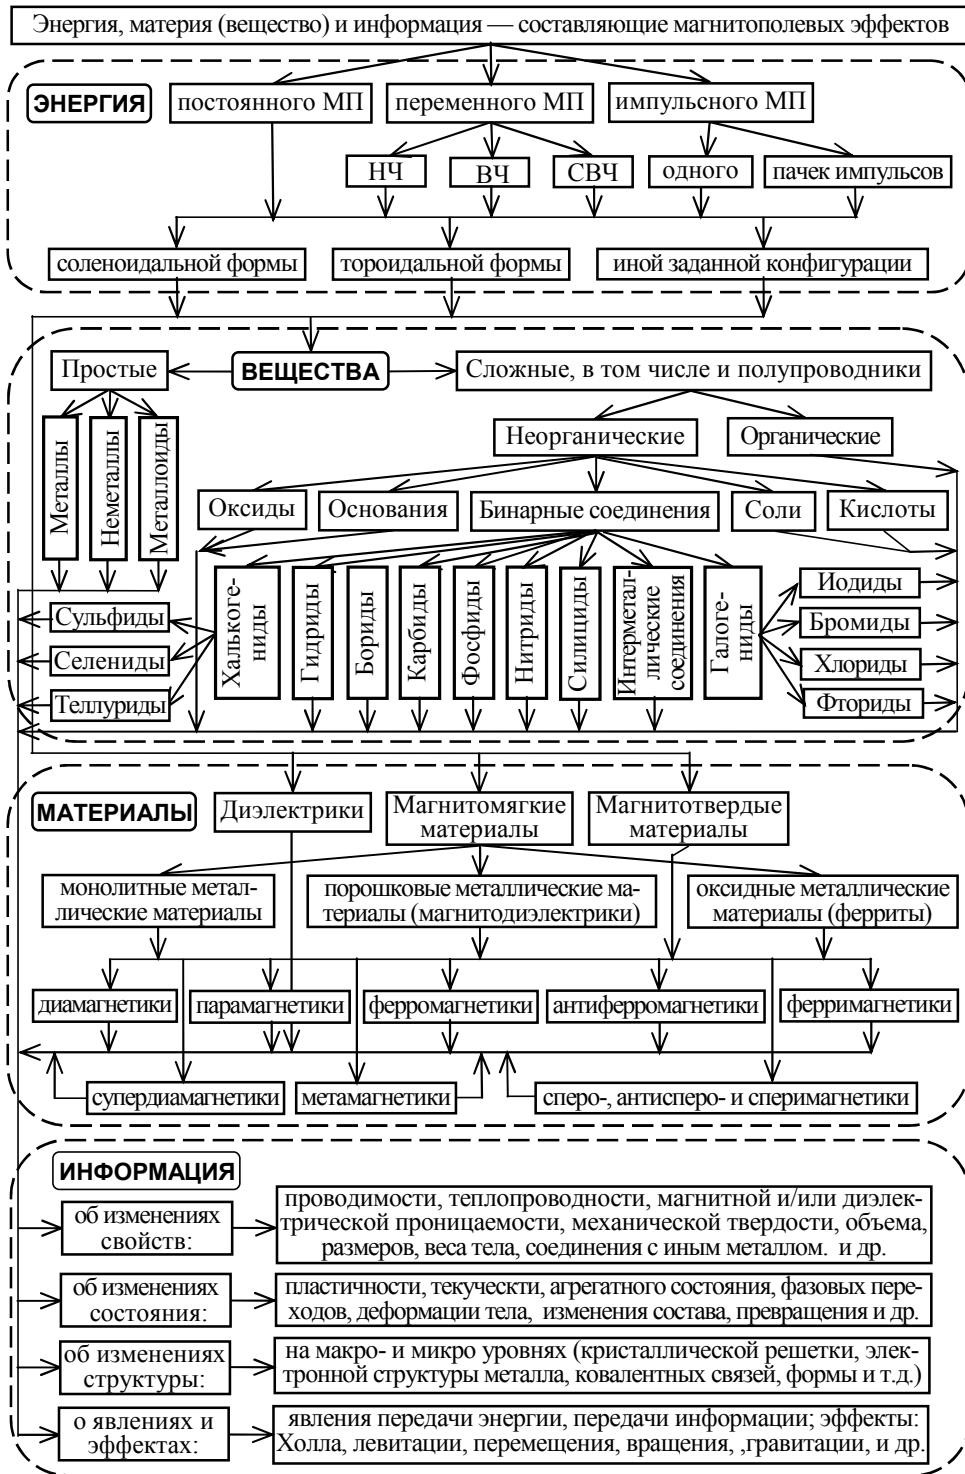 Энергия, материя (вещество) и информация — составляющие магнитополевых эффектов
ЭНЕРГИЯ
постоянного МП
переменного МП
импульсного МП
НЧ
ВЧ
СВЧ
одного
пачек импульсов
соленоидальной формы
тороидальной формы
иной заданной конфигурации
Простые
ВЕЩЕСТВА
Сложные, в том числе и полупроводники
Металлы
Неметаллы
Металлоиды
Неорганические
Органические
Оксиды
Основания
Бинарные соединения
Соли
Кислоты
Сульфиды
Селениды
Теллуриды
Халькоге-
ниды
Гидриды
Бориды
Карбиды
Фосфиды
Нитриды
Силициды
Интерметал-
лические
соединения
Галоге-
ниды
Иодиды
Бромиды
Хлориды
Фториды
МАТЕРИАЛЫ
Диэлектрики
Магнитомягкие
материалы
Магнитотвердые
материалы
монолитные метал-
лические материалы
порошковые металлические ма-
териалы (магнитодиэлектрики)
оксидные металлические
материалы (ферриты)
диамагнетики
парамагнетики
ферромагнетики
антиферромагнетики
ферримагнетики
супердиамагнетики
метамагнетики
сперо-, антисперо- и сперимагнетики
ИНФОРМАЦИЯ
об изменениях
свойств:
проводимости, теплопроводности, магнитной и/или диэлек-
трической проницаемости, механической твердости, объема,
размеров, веса тела, соединения с иным металлом. и др.
об изменениях
состояния:
пластичности, текуческти, агрегатного состояния, фазовых пере-
ходов, деформации тела, изменения состава, превращения и др.
об изменениях
структуры:
на макро- и микро уровнях (кристаллической решетки, элек-
тронной структуры металла, ковалентных связей, формы и т.д.)
о явлениях и
эффектах:
явления передачи энергии, передачи информации; эффекты:
Холла, левитации, перемещения, вращения, ,гравитации, и др.